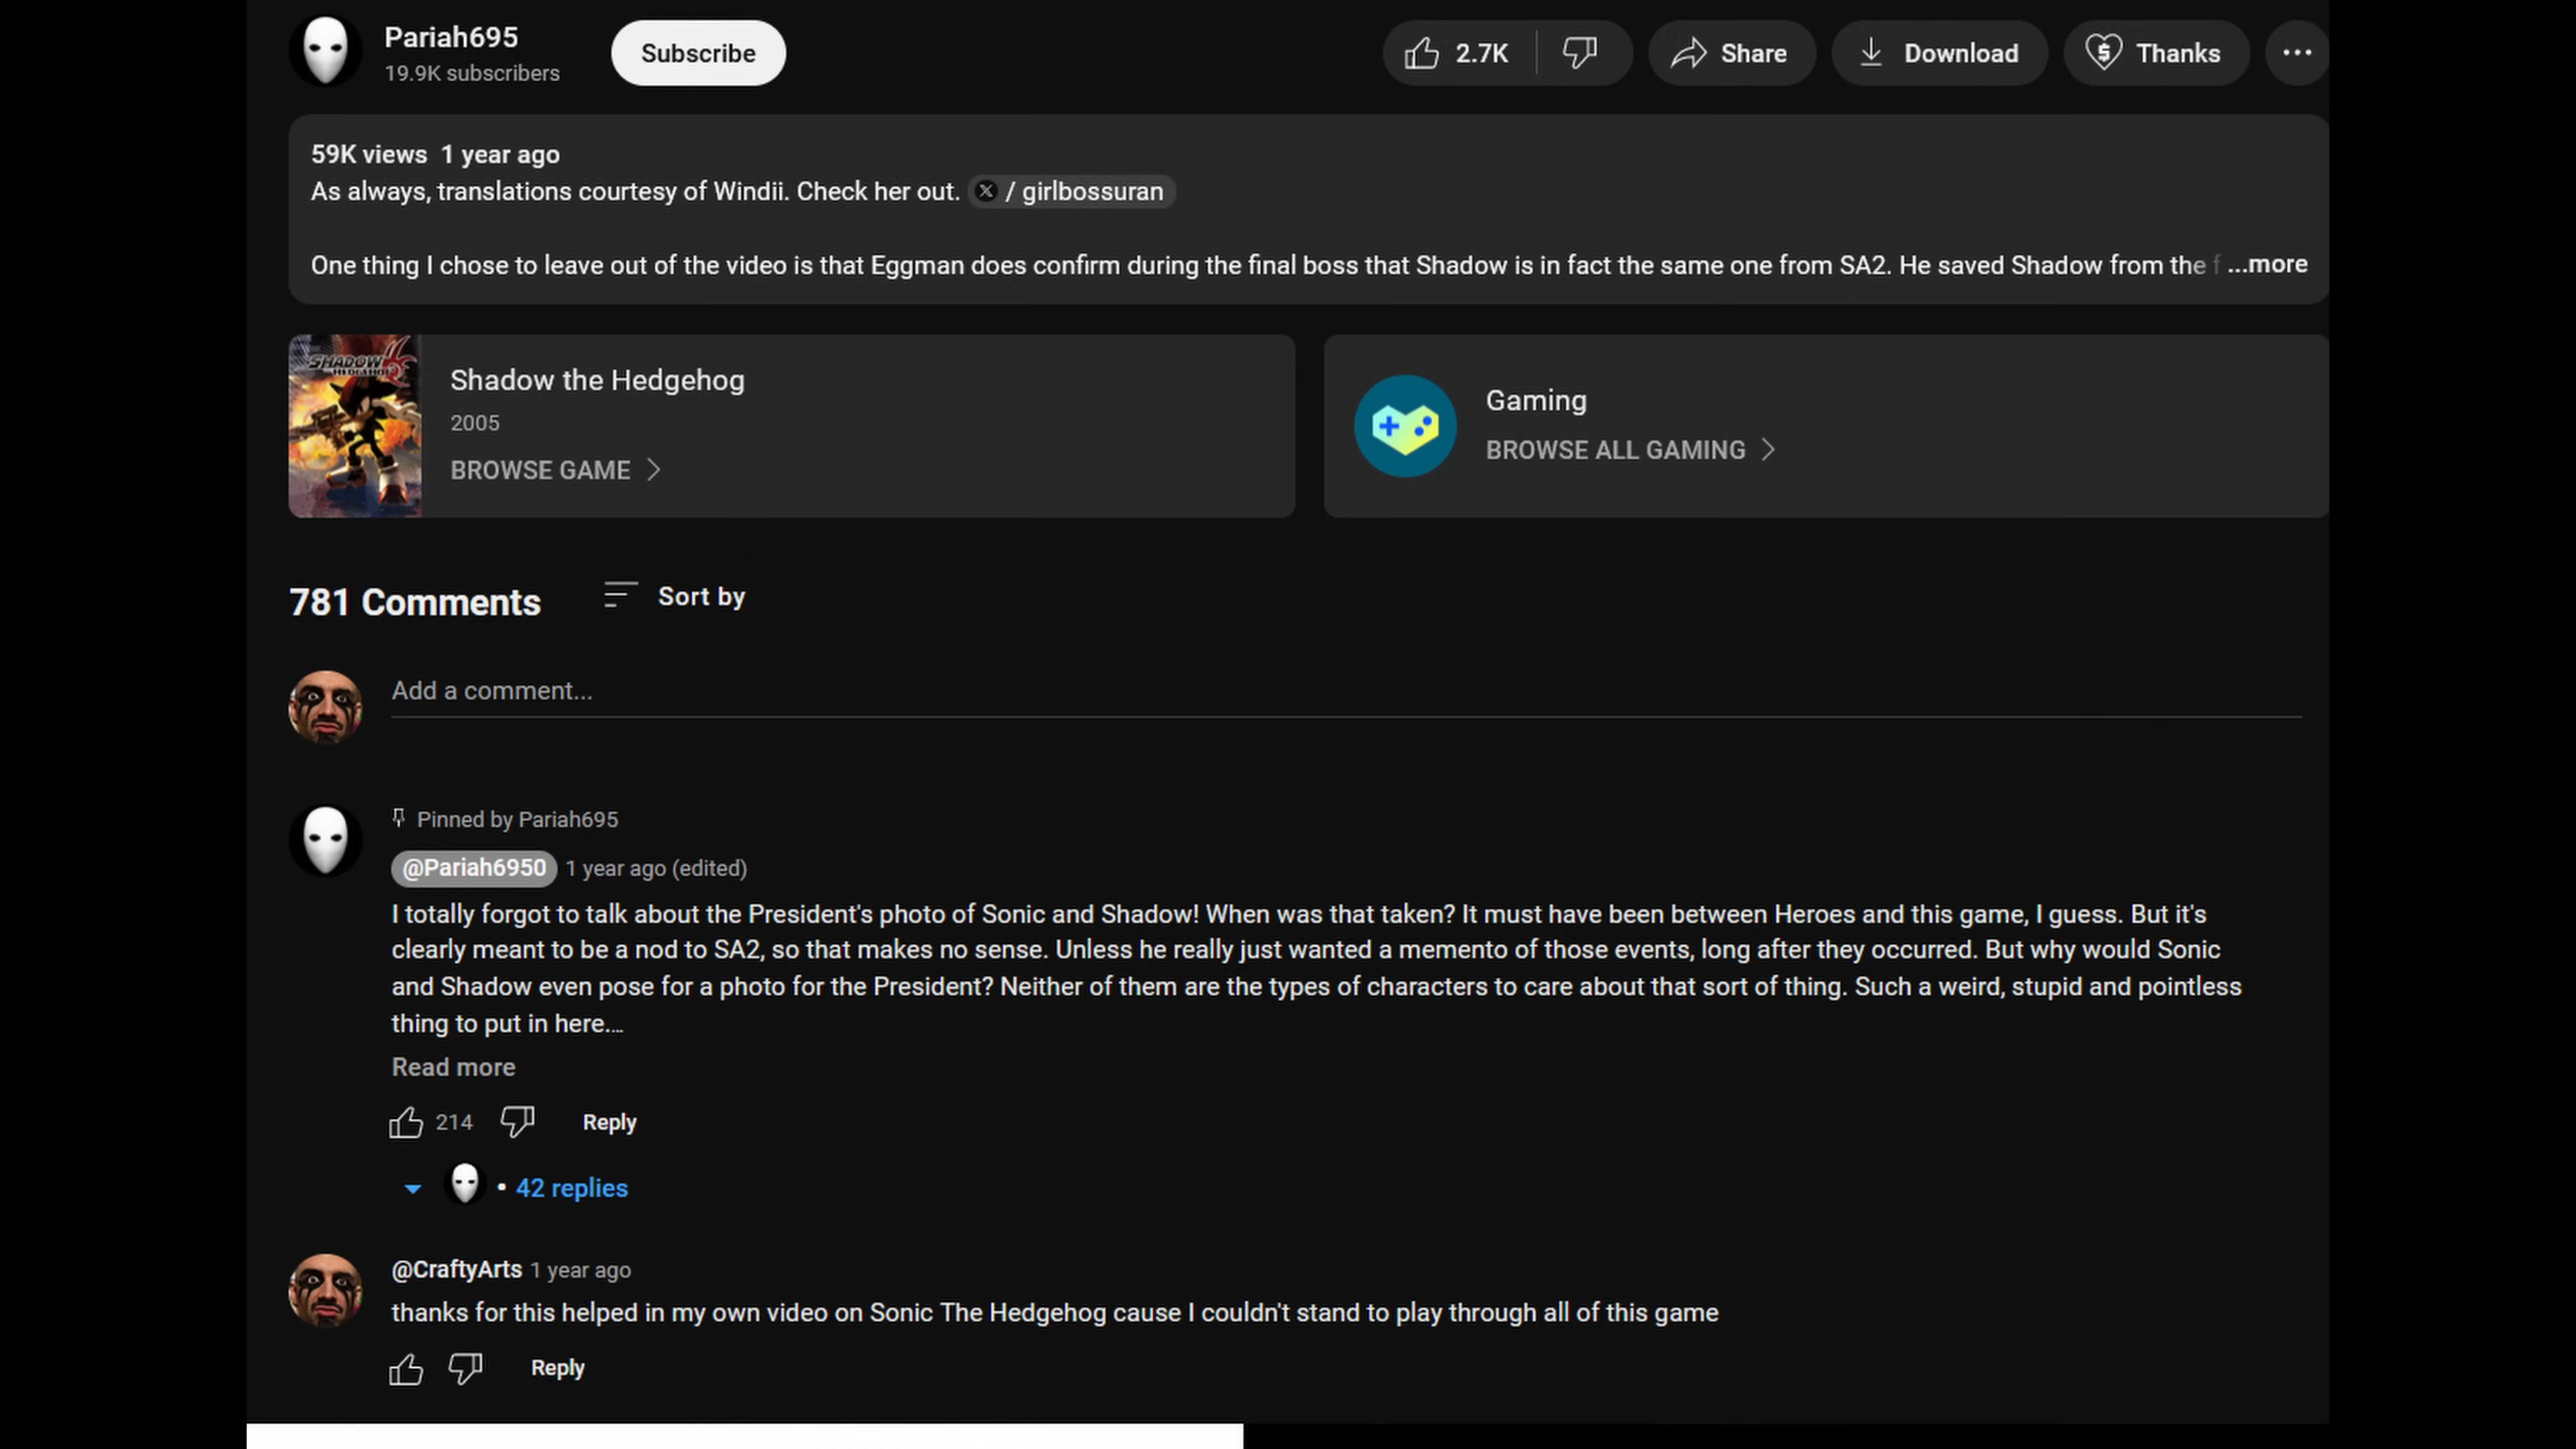 Pariah695
19.9K subscribers
Subscribe
2.7K
Share
Download
Thanks
59K views 1 year ago
As always, translations courtesy of Windii. Check her out. / girlbossuran
One thing I chose to leave out of the video is that Eggman does confirm during the final boss that Shadow is in fact the same one from SA2. He saved Shadow from the f ...more
SHADOW
THE HEDGEHOG
Shadow the Hedgehog
2005
BROWSE GAME
Gaming
BROWSE ALL GAMING
781 Comments
Sort by
Add a comment...
Pinned by Pariah695
@Pariah6950 1 year ago (edited)
I totally forgot to talk about the President's photo of Sonic and Shadow! When was that taken? It must have been between Heroes and this game, I guess. But it's
clearly meant to be a nod to SA2, so that makes no sense. Unless he really just wanted a memento of those events, long after they occurred. But why would Sonic
and Shadow even pose for a photo for the President? Neither of them are the types of characters to care about that sort of thing. Such a weird, stupid and pointless
thing to put in here....
Read more
214
Reply
• 42 replies
@CraftyArts 1 year ago
thanks for this helped in my own video on Sonic The Hedgehog cause I couldn't stand to play through all of this game
Reply